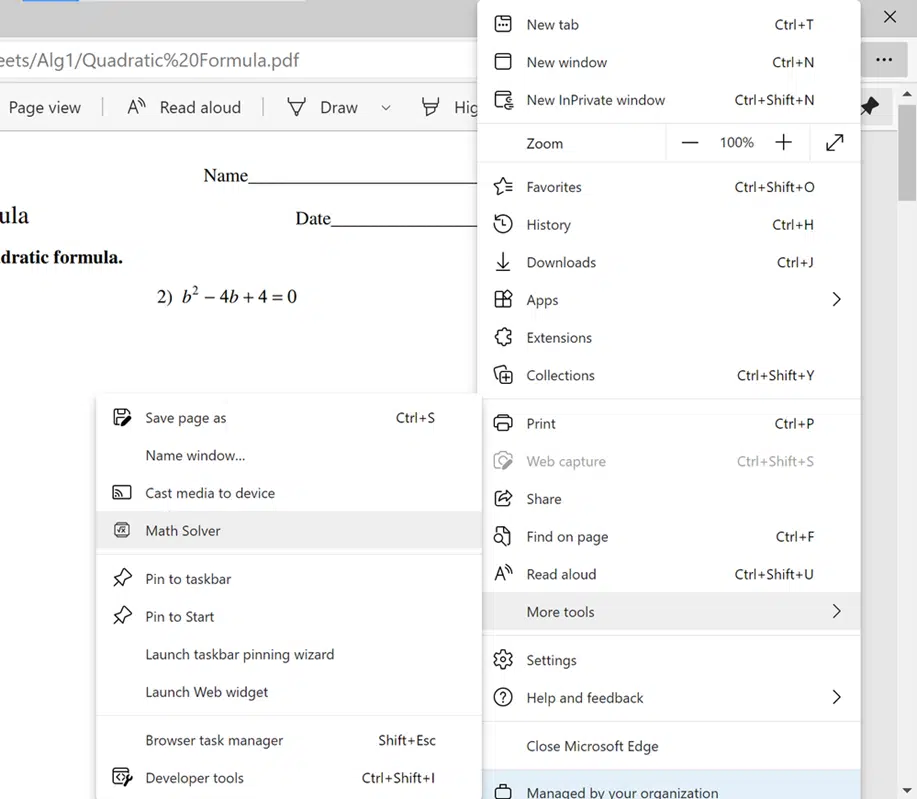 eets/Alg1/Quadratic%20Formula.pdf
Page view
Read aloud
Draw
Hig
Name
ula
Date
dratic formula.
2) b² − 4b + 4 = 0
New tab Ctrl+T
New window Ctrl+N
New InPrivate window Ctrl+Shift+N
Zoom 100%
Favorites Ctrl+Shift+O
History Ctrl+H
Downloads Ctrl+J
Apps
Extensions
Collections Ctrl+Shift+Y
Print Ctrl+P
Web capture Ctrl+Shift+S
Share
Find on page Ctrl+F
Read aloud Ctrl+Shift+U
More tools
Settings
Help and feedback
Close Microsoft Edge
Managed by your organization
Save page as Ctrl+S
Name window...
Cast media to device
Math Solver
Pin to taskbar
Pin to Start
Launch taskbar pinning wizard
Launch Web widget
Browser task manager Shift+Esc
Developer tools Ctrl+Shift+I